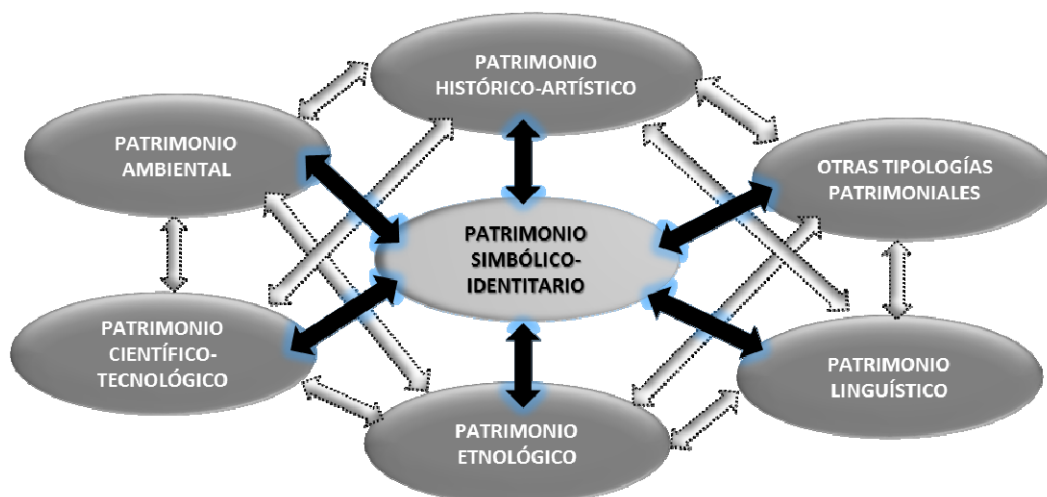 PATRIMONIO
HISTÓRICO-ARTÍSTICO
PATRIMONIO
AMBIENTAL
OTRAS TIPOLOGÍAS
PATRIMONIALES
PATRIMONIO
SIMBÓLICO-
IDENTITARIO
PATRIMONIO
CIENTÍFICO-
TECNOLÓGICO
PATRIMONIO
LINGUÍSTICO
PATRIMONIO
ETNOLÓGICO